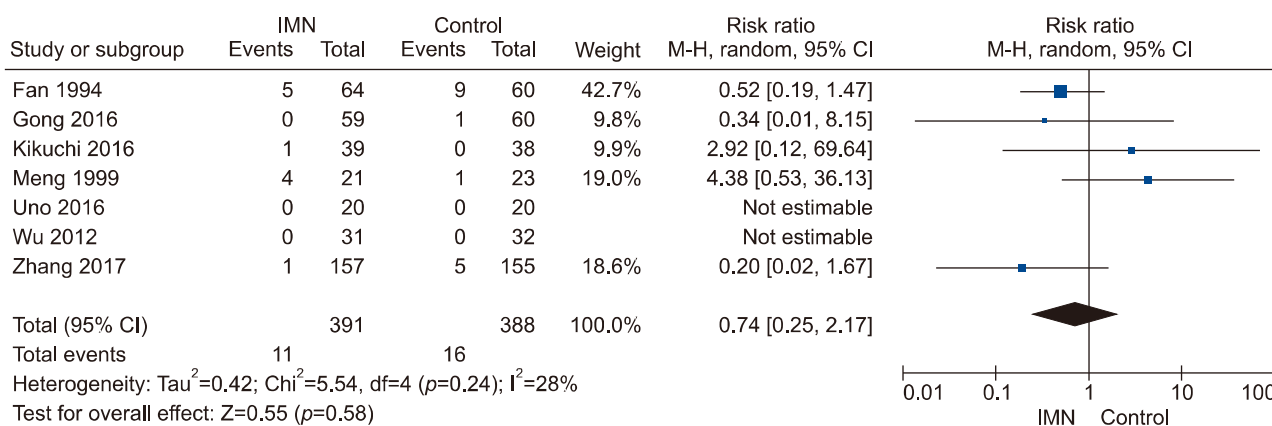 IMN Control Risk ratio Risk ratio
Study or subgroup Events Total Events Total Weight M-H, random, 95% CI M-H, random, 95% CI
Fan 1994 5 64 9 60 42.7% 0.52 [0.19, 1.47]
Gong 2016 0 59 1 60 9.8% 0.34 [0.01, 8.15]
Kikuchi 2016 1 39 0 38 9.9% 2.92 [0.12, 69.64]
Meng 1999 4 21 1 23 19.0% 4.38 [0.53, 36.13]
Uno 2016 0 20 0 20 Not estimable
Wu 2012 0 31 0 32 Not estimable
Zhang 2017 1 157 5 155 18.6% 0.20 [0.02, 1.67]
Total (95% CI) 391 388 100.0% 0.74 [0.25, 2.17]
Total events 11 16
Heterogeneity: Tau²=0.42; Chi²=5.54, df=4 (p=0.24); I²=28%
Test for overall effect: Z=0.55 (p=0.58)
0.01 0.1 1 10 100
IMN Control